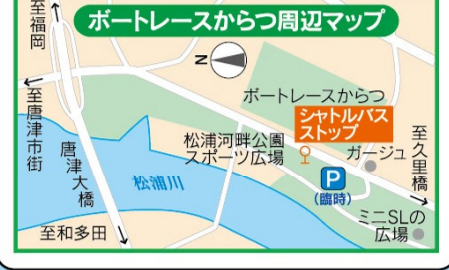 ボートレースからつ周辺マップ
至福岡
N
至唐津市街
唐津大橋
ボートレースからつ
シャトルバス
ストップ
松浦河畔公園
スポーツ広場
ガージュ
至久里橋
P
(臨時)
松浦川
ミニSLの
広場
至和多田